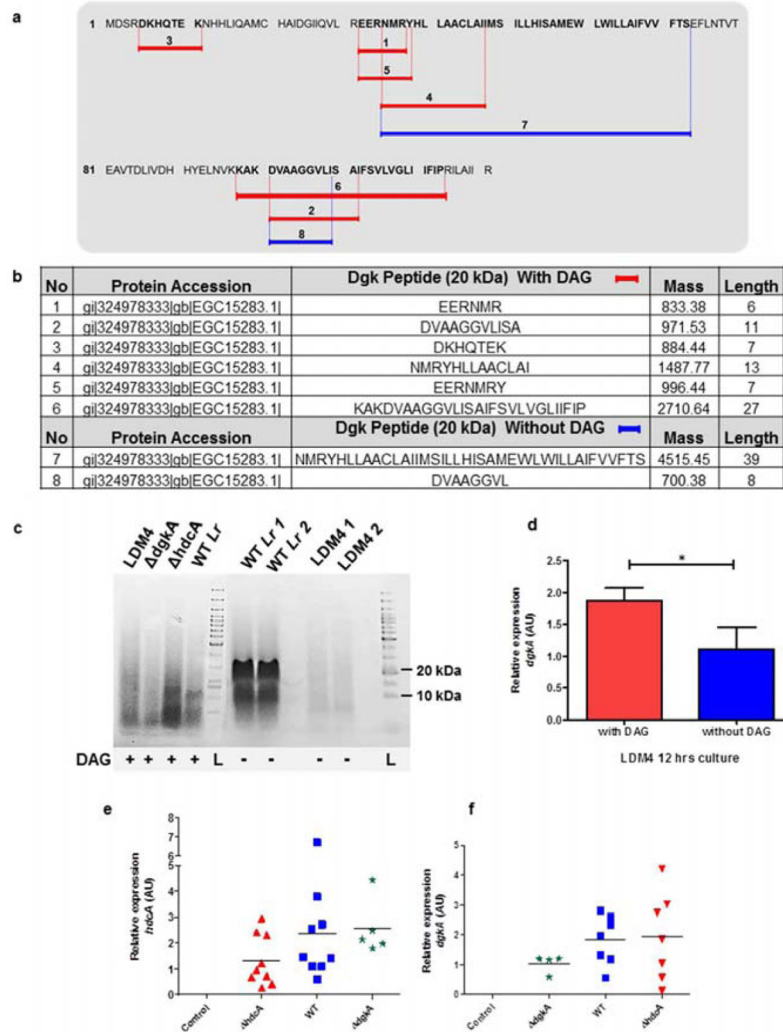 a
1 MDSRDKHQTE KNHHLIQAMC HAIDGIIQVL REERNMRYHL LAACLAIIMS ILLHISAMEW LWILLAIFVV FTSEFLNTVT
3
1
5
4
7
81 EAVTDLIVDH HYELNVKKAK DVAAGGVLIS AIFSVLVGLI IFIPRILAII R
6
2
8
b
No Protein Accession Dgk Peptide (20 kDa) With DAG Mass Length
1 gi|324978333|gb|EGC15283.1| EERNMR 833.38 6
2 gi|324978333|gb|EGC15283.1| DVAAGGVLISA 971.53 11
3 gi|324978333|gb|EGC15283.1| DKHQTEK 884.44 7
4 gi|324978333|gb|EGC15283.1| NMRYHLLAACLAI 1487.77 13
5 gi|324978333|gb|EGC15283.1| EERNMRY 996.44 7
6 gi|324978333|gb|EGC15283.1| KAKDVAAGGVLISAIFSVLVGLIIFIP 2710.64 27
No Protein Accession Dgk Peptide (20 kDa) Without DAG Mass Length
7 gi|324978333|gb|EGC15283.1| NMRYHLLAACLAIIMSILLHISAMEWLWILLAIFVVFTS 4515.45 39
8 gi|324978333|gb|EGC15283.1| DVAAGGVL 700.38 8
c
LDM4 ΔdgkA ΔhdcA WT Lr WT Lr 1 WT Lr 2 LDM4 1 LDM4 2
20 kDa
10 kDa
DAG + + + + L - - - - L
d
Relative expression
dgkA (AU)
2.5
2.0
1.5
1.0
0.5
0.0
*
with DAG without DAG
LDM4 12 hrs culture
e
Relative expression
hdcA (AU)
8
7
6
5
4
3
2
1
0
Control ΔhdcA WT ΔdgkA
f
Relative expression
dgkA (AU)
5
4
3
2
1
0
Control ΔdgkA WT ΔhdcA